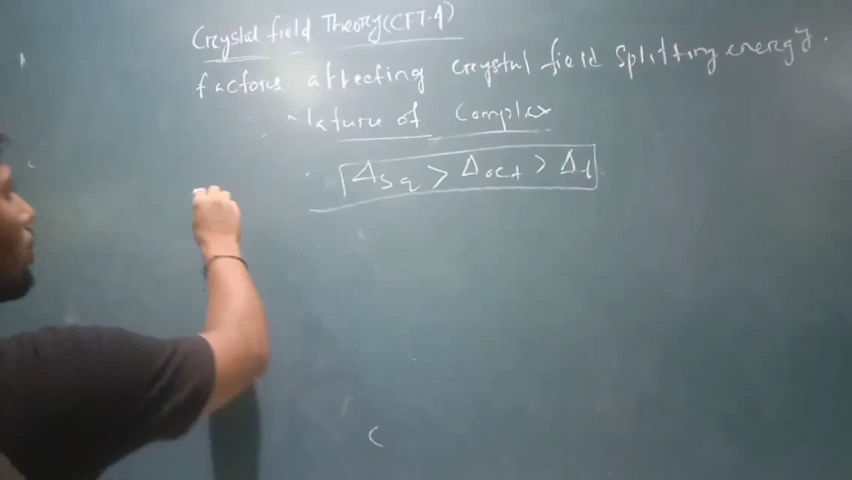 Crystal field Theory (CFT-4)
factors affecting crystal field splitting energy.
Nature of Complex
Δsq > Δoct > Δt
(